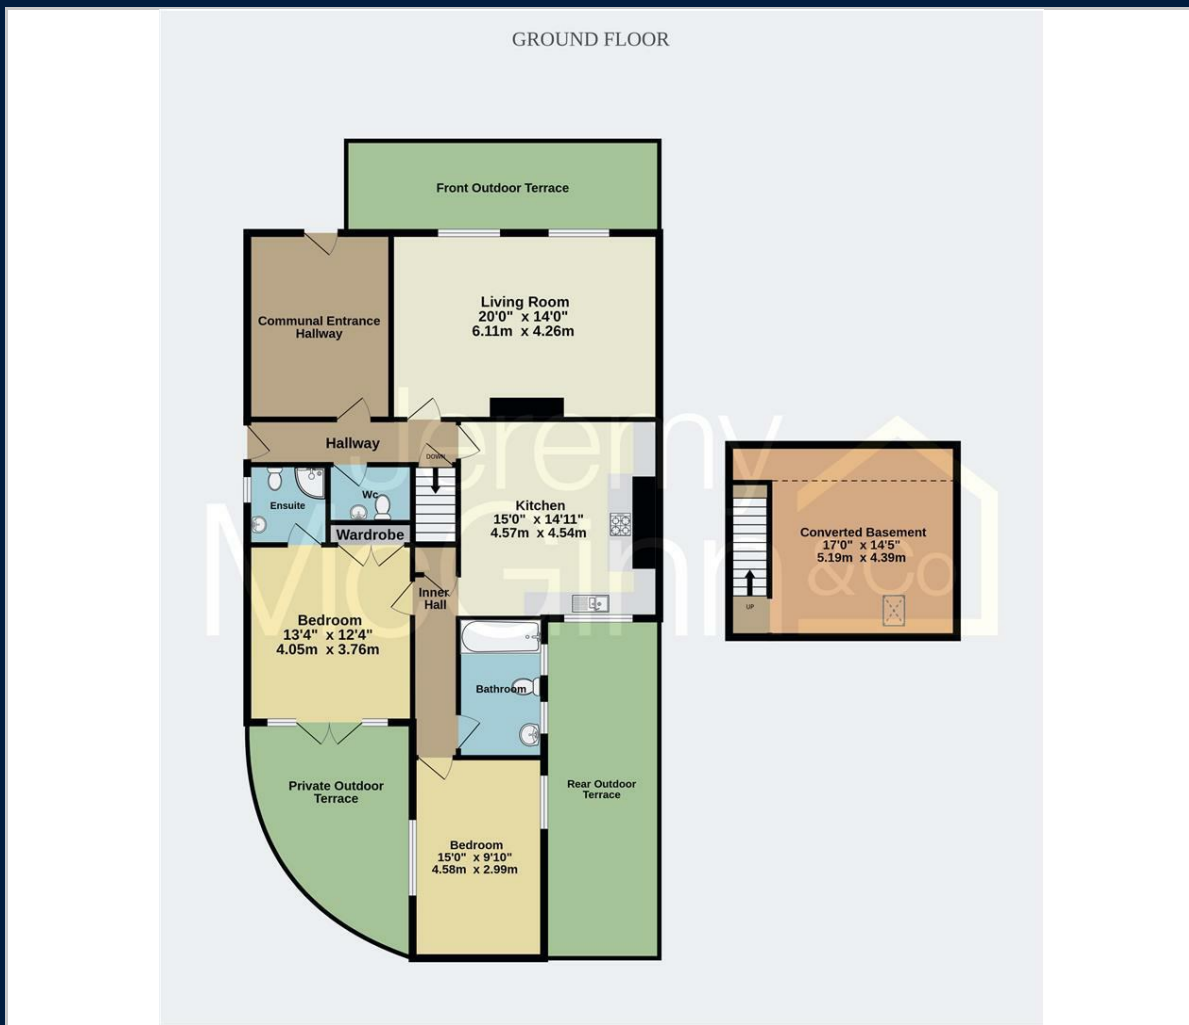 GROUND FLOOR
Front Outdoor Terrace
Communal Entrance
Hallway
Living Room
20'0" x 14'0"
6.11m x 4.26m
Hallway
DOWN
Ensuite
Wc
Wardrobe
Kitchen
15'0" x 14'11"
4.57m x 4.54m
Inner
Hall
Bedroom
13'4" x 12'4"
4.05m x 3.76m
Bathroom
Private Outdoor
Terrace
Bedroom
15'0" x 9'10"
4.58m x 2.99m
Rear Outdoor
Terrace
Converted Basement
17'0" x 14'5"
5.19m x 4.39m
UP
Jeremy
McGinn
&Co